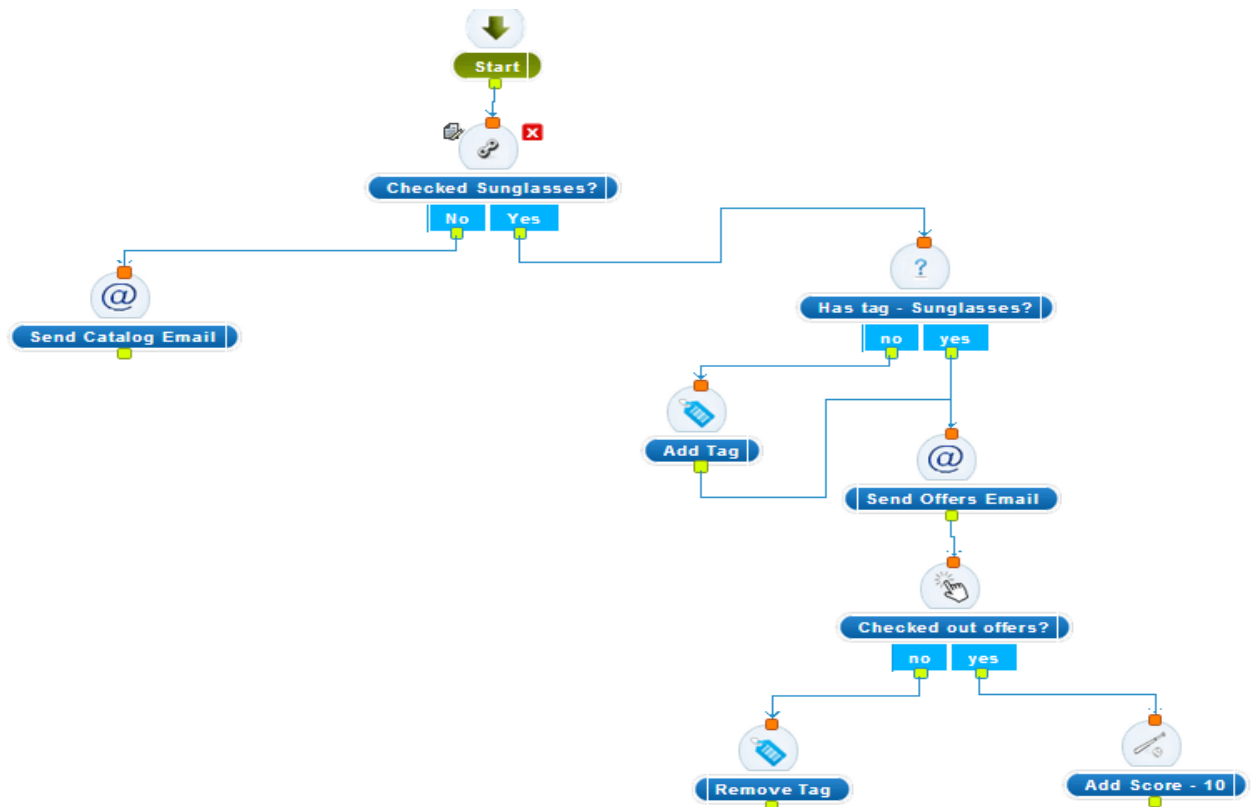 Start
Checked Sunglasses?
No Yes
@
Send Catalog Email
?
Has tag - Sunglasses?
no yes
Add Tag
@
Send Offers Email
Checked out offers?
no yes
Remove Tag
Add Score - 10